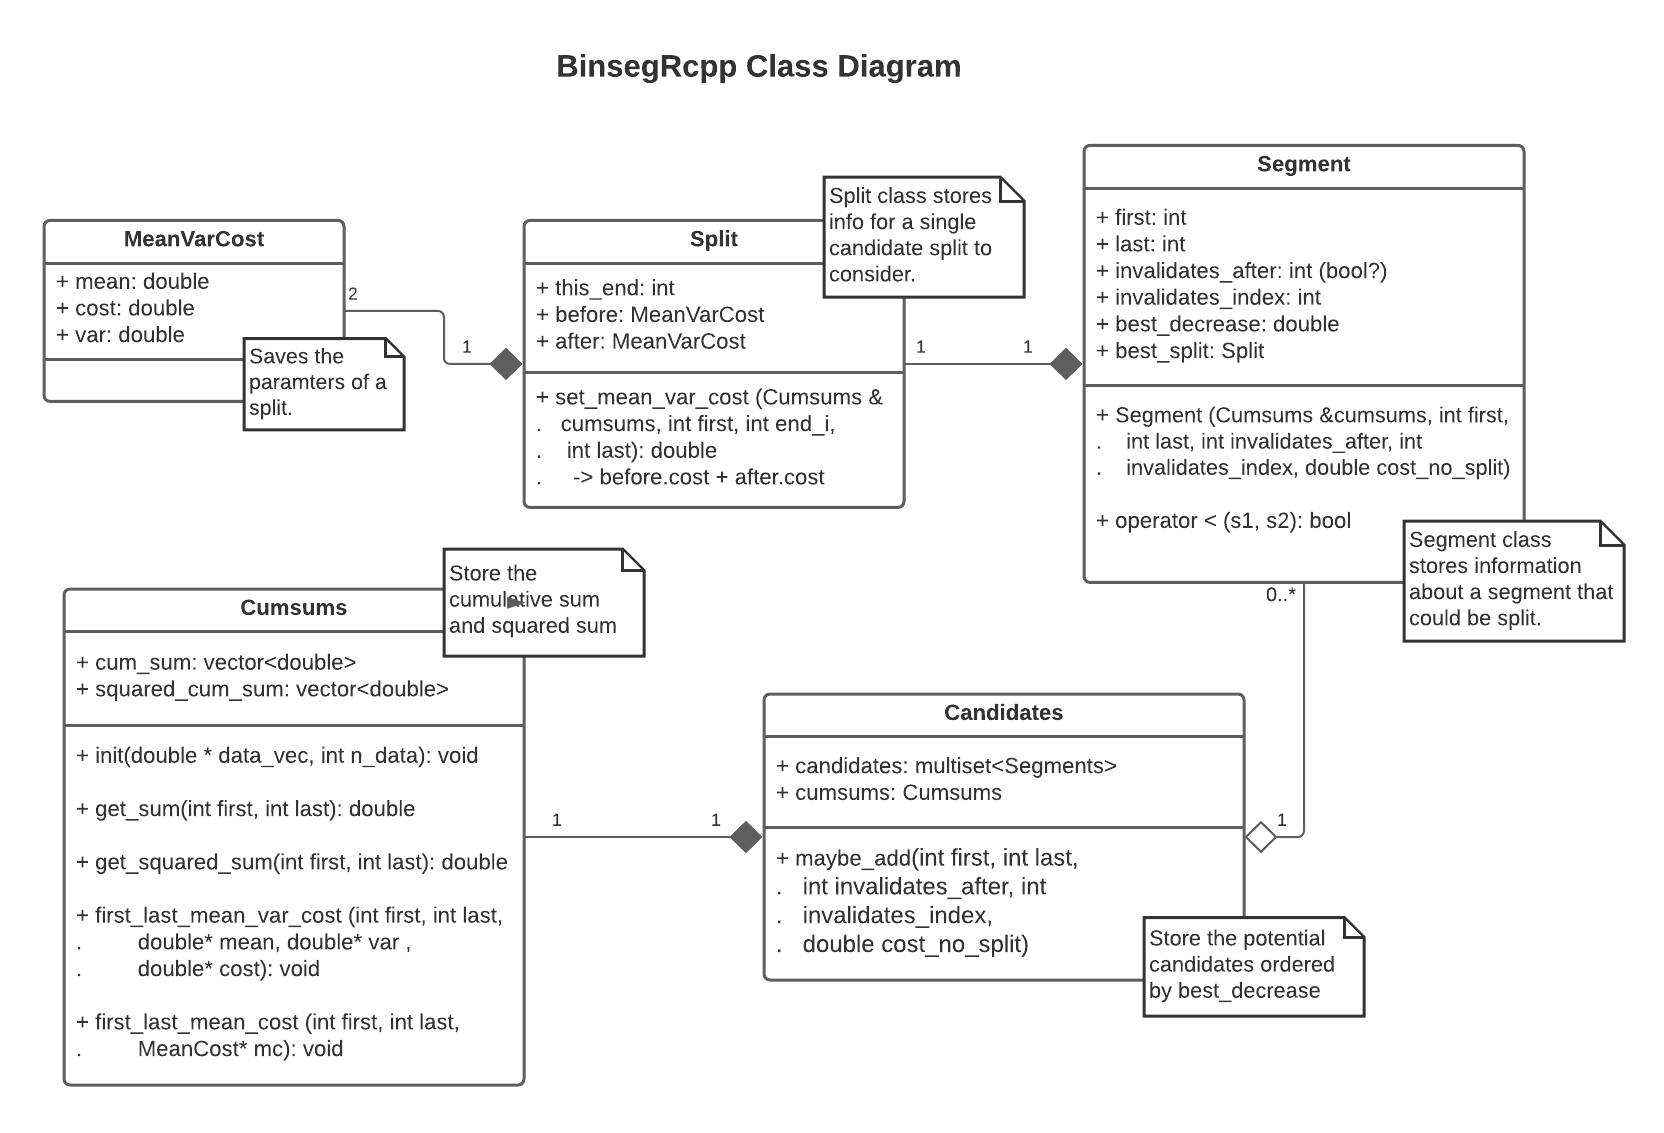 BinsegRcpp Class Diagram
MeanVarCost
+ mean: double
+ cost: double
+ var: double
Saves the
paramters of a
split.
2
1
Split
+ this_end: int
+ before: MeanVarCost
+ after: MeanVarCost
+ set_mean_var_cost (Cumsums &
. cumsums, int first, int end_i,
. int last): double
. -> before.cost + after.cost
Split class stores
info for a single
candidate split to
consider.
1
1
Segment
+ first: int
+ last: int
+ invalidates_after: int (bool?)
+ invalidates_index: int
+ best_decrease: double
+ best_split: Split
+ Segment (Cumsums &cumsums, int first,
. int last, int invalidates_after, int
. invalidates_index, double cost_no_split)
+ operator < (s1, s2): bool
Segment class
stores information
about a segment that
could be split.
0..*
1
Cumsums
+ cum_sum: vector<double>
+ squared_cum_sum: vector<double>
+ init(double * data_vec, int n_data): void
+ get_sum(int first, int last): double
+ get_squared_sum(int first, int last): double
+ first_last_mean_var_cost (int first, int last,
. double* mean, double* var ,
. double* cost): void
+ first_last_mean_cost (int first, int last,
. MeanCost* mc): void
Store the
cumulative sum
and squared sum
1
1
Candidates
+ candidates: multiset<Segments>
+ cumsums: Cumsums
+ maybe_add(int first, int last,
. int invalidates_after, int
. invalidates_index,
. double cost_no_split)
Store the potential
candidates ordered
by best_decrease